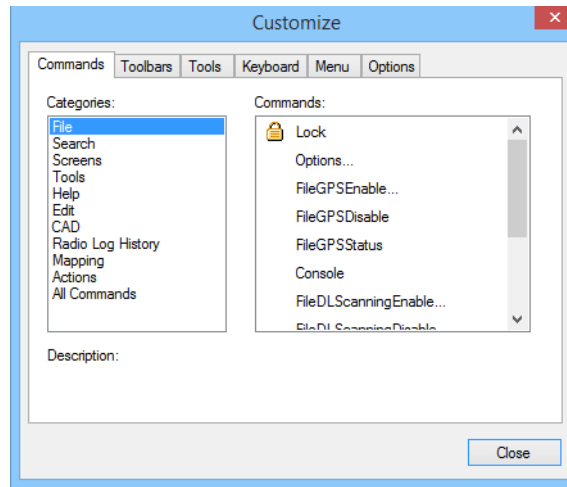 Customize
Commands Toolbars Tools Keyboard Menu Options
Categories:
File
Search
Screens
Tools
Help
Edit
CAD
Radio Log History
Mapping
Actions
All Commands
Commands:
Lock
Options...
FileGPSEnable...
FileGPSDisable
FileGPSStatus
Console
FileDLScanningEnable...
FileDLScanningDisable
Description:
Close